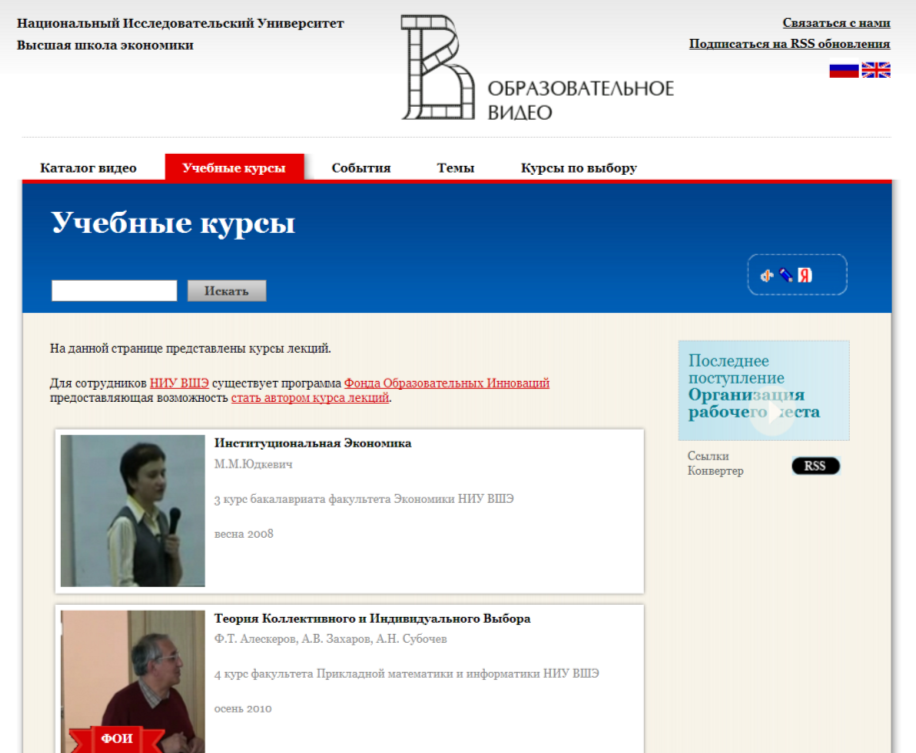 Национальный Исследовательский Университет
Высшая школа экономики
ОБРАЗОВАТЕЛЬНОЕ
ВИДЕО
Связаться с нами
Подписаться на RSS обновления
Каталог видео Учебные курсы События Темы Курсы по выбору
Учебные курсы
Искать
Я
На данной странице представлены курсы лекций.
Для сотрудников НИУ ВШЭ существует программа Фонда Образовательных Инноваций
предоставляющая возможность стать автором курса лекций.
Институциональная Экономика
М.М.Юдкевич
3 курс бакалавриата факультета Экономики НИУ ВШЭ
весна 2008
Теория Коллективного и Индивидуального Выбора
Ф.Т. Алескеров, А.В. Захаров, А.Н. Субочев
4 курс факультета Прикладной математики и информатики НИУ ВШЭ
осень 2010
ФОИ
Последнее
поступление
Организация
рабочего места
Ссылки
Конвертер
RSS